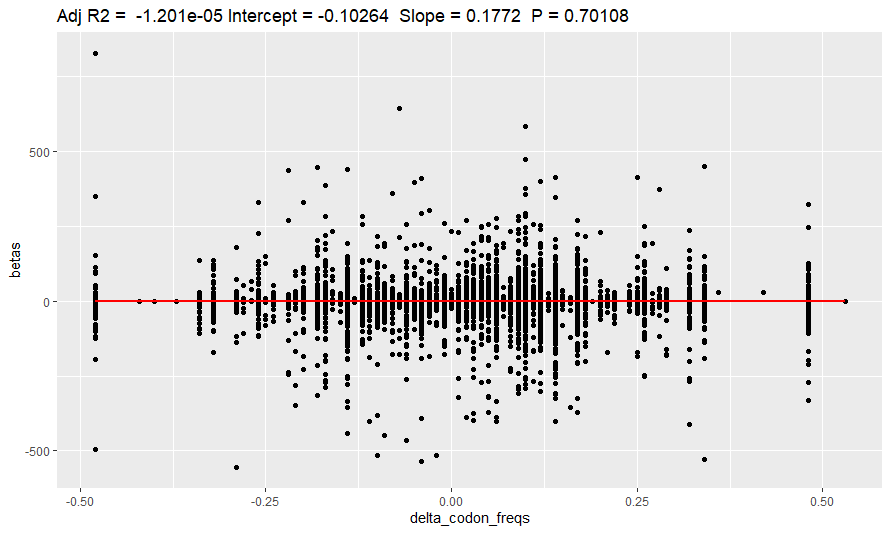 Adj R2 =  -1.201e-05 Intercept = -0.10264  Slope = 0.1772  P = 0.70108
betas
500
0
-500
-0.50 -0.25 0.00 0.25 0.50
delta_codon_freqs